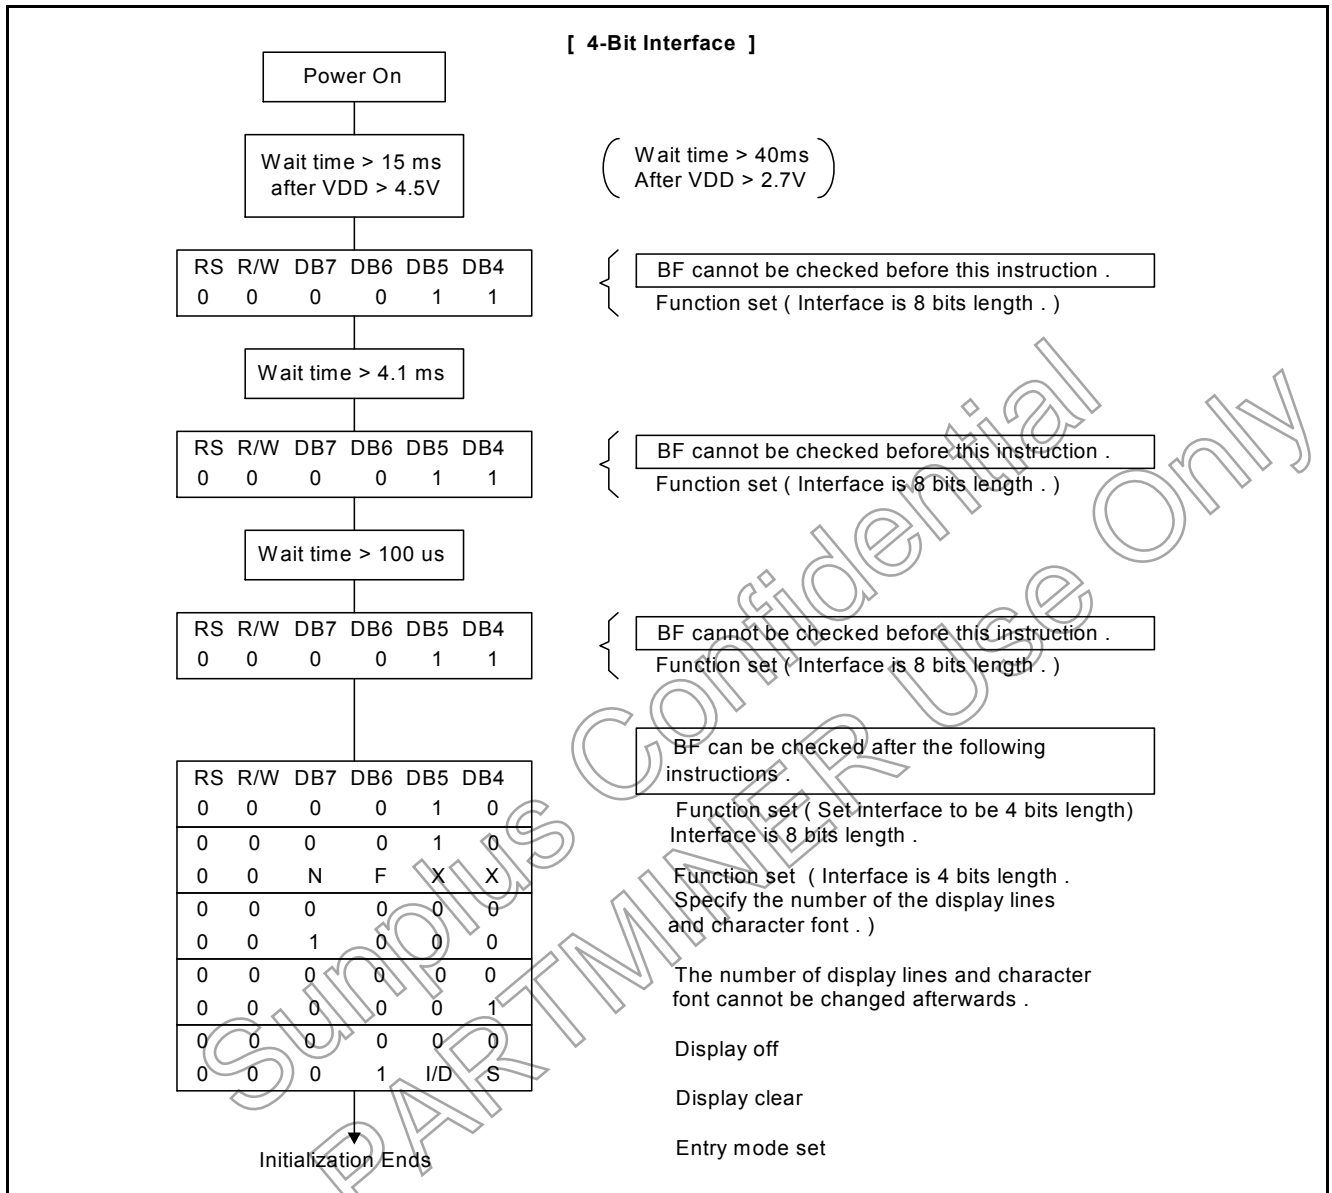 [ 4-Bit Interface ]
Power On
Wait time > 15 ms
after VDD > 4.5V
Wait time > 40ms
After VDD > 2.7V
RS R/W DB7 DB6 DB5 DB4
0 0 0 0 1 1
BF cannot be checked before this instruction .
Function set ( Interface is 8 bits length . )
Wait time > 4.1 ms
RS R/W DB7 DB6 DB5 DB4
0 0 0 0 1 1
BF cannot be checked before this instruction .
Function set ( Interface is 8 bits length . )
Wait time > 100 us
RS R/W DB7 DB6 DB5 DB4
0 0 0 0 1 1
BF cannot be checked before this instruction .
Function set ( Interface is 8 bits length . )
RS R/W DB7 DB6 DB5 DB4
0 0 0 0 1 0
0 0 0 0 1 0
0 0 N F X X
0 0 0 0 0 0
0 0 1 0 0 0
0 0 0 0 0 0
0 0 0 0 0 1
0 0 0 0 0 0
0 0 0 1 I/D S
BF can be checked after the following
instructions .
Function set ( Set interface to be 4 bits length)
Interface is 8 bits length .
Function set ( Interface is 4 bits length .
Specify the number of the display lines
and character font . )
The number of display lines and character
font cannot be changed afterwards .
Display off
Display clear
Entry mode set
Initialization Ends
Sunplus Confidential
PARTMINER Use Only